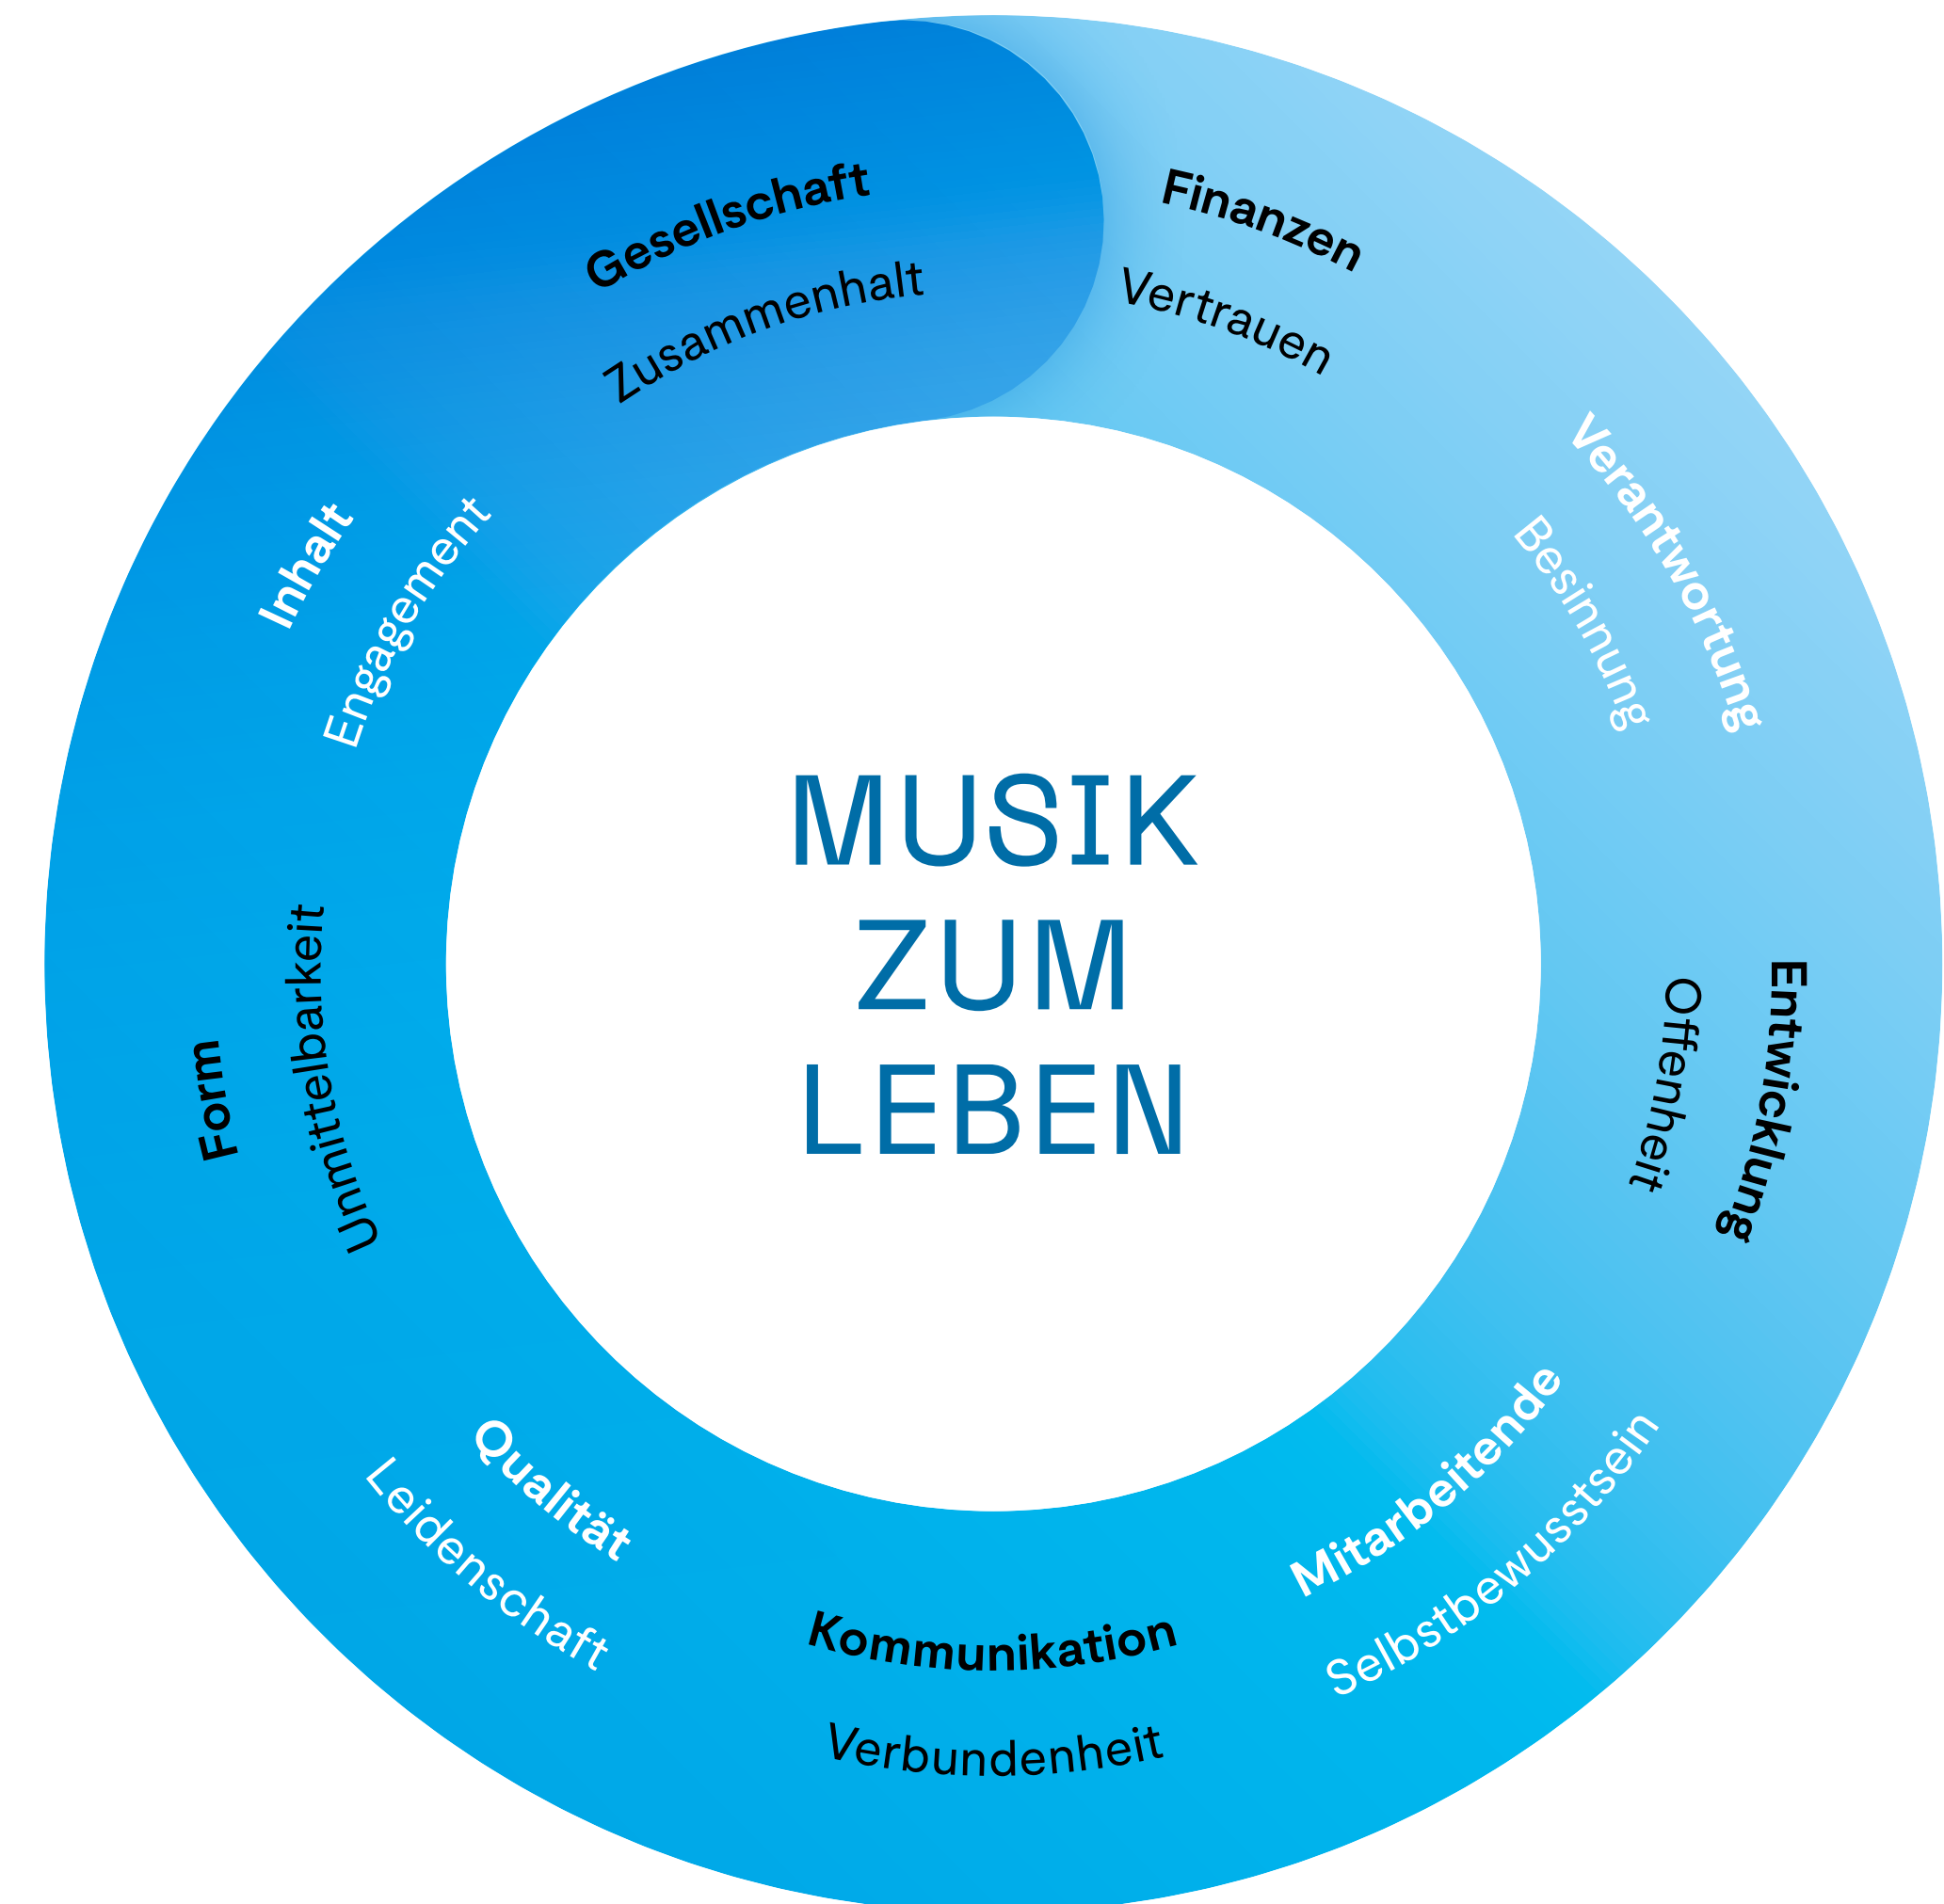 Gesellschaft
Zusammenhalt
Finanzen
Vertrauen
Verantwortung
Besinnung
Entwicklung
Offenheit
Mitarbeitende
Selbstbewusstsein
Kommunikation
Verbundenheit
Qualität
Leidenschaft
Form
Unmittelbarkeit
Inhalt
Engagement
MUSIK
ZUM
LEBEN